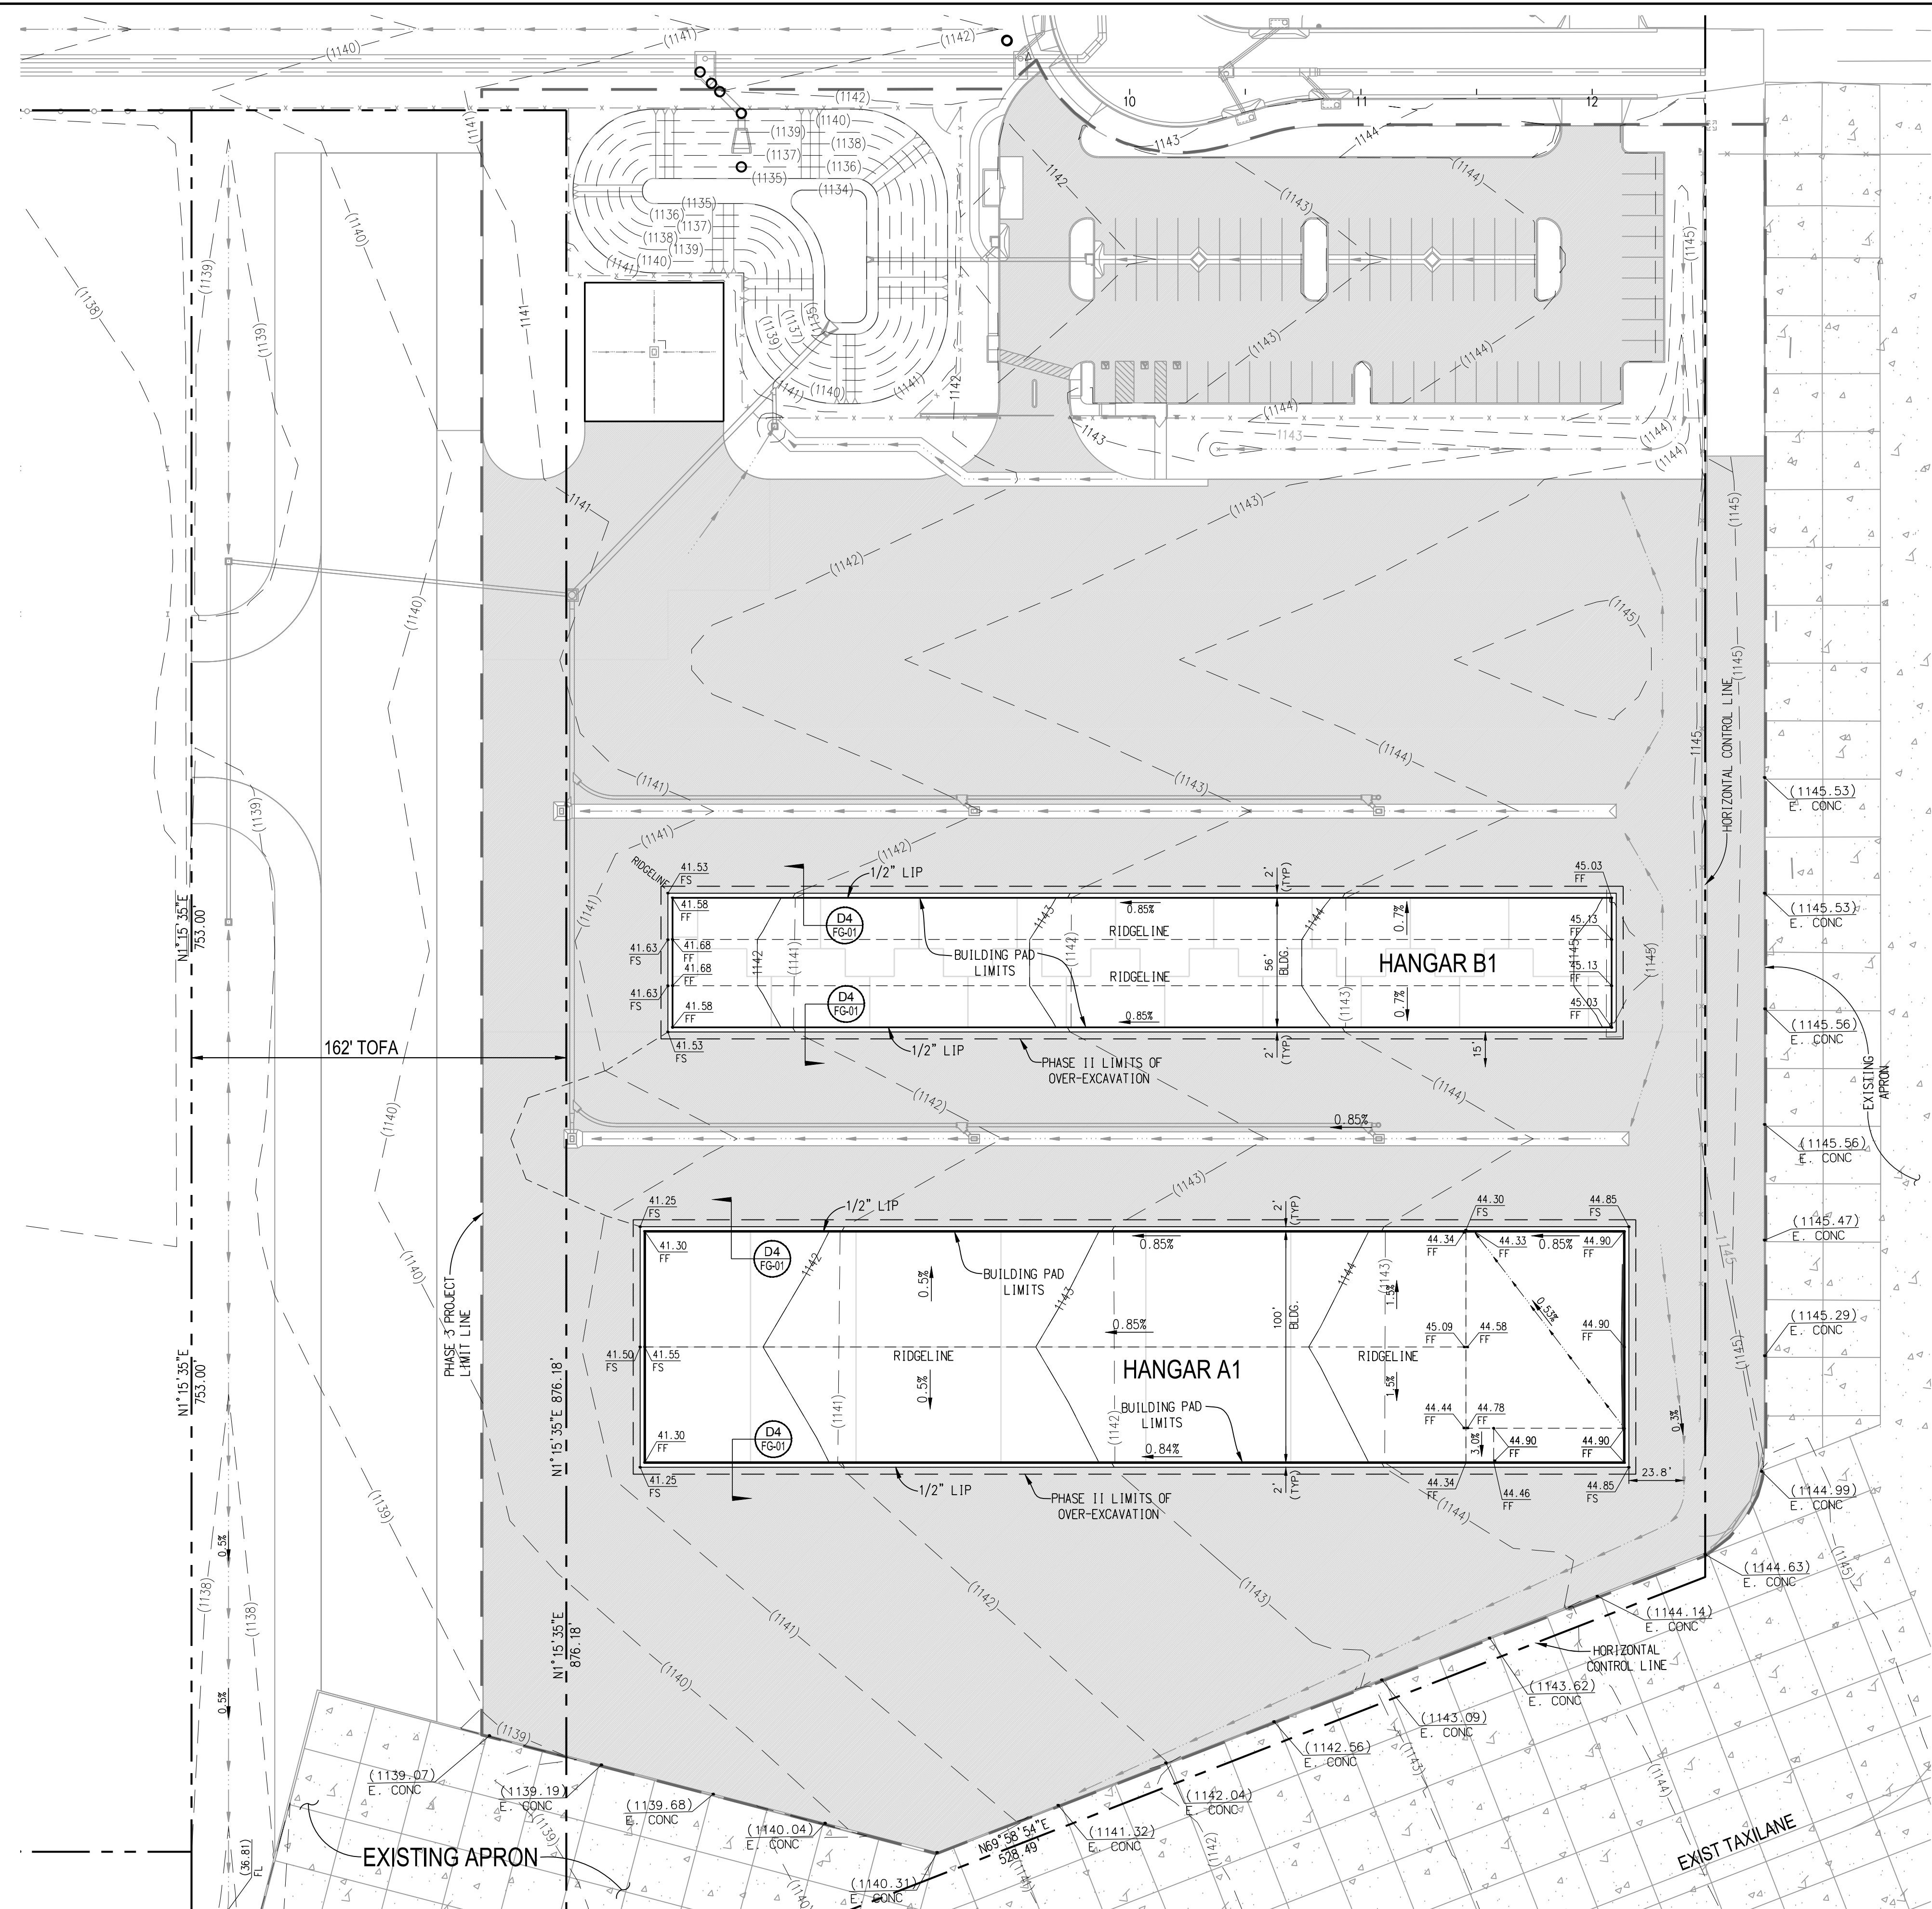 (1140)
(1141)
(1142)
(1142)
(1140)
(1139)
(1138)
(1137)
(1136)
(1135)
(1134)
(1135)
(1136)
(1137)
(1138)
(1139)
(1140)
(1141)
1135
(1137)
(1139)
(1140)
(1141)
(1141)
1142
10
11
12
1143
1144
1142
(1143)
(1144)
(1143)
(1144)
(1144)
1143
1143
(1144)
(1144)
(1145)
(1141)
(1140)
(1139)
(1139)
(1138)
1141
1141
(1142)
(1143)
(1145)
(1145)
(1140)
(1139)
(1141)
(1143)
(1144)
(1145)
1145
HORIZONTAL CONTROL LINE
(1145.53)
E. CONC
(1145.53)
E. CONC
(1145.56)
E. CONC
(1145.56)
E. CONC
(1145.47)
E. CONC
(1145.29)
E. CONC
(1144.99)
E. CONC
EXISTING
APRON
N1°15'35"E
753.00'
162' TOFA
RIDGELINE
41.53
FS
41.58
FF
41.63
FS
41.68
FF
41.68
FF
41.63
FS
41.58
FF
41.53
FS
(1141)
(1142)
1/2" LIP
D4
FG-01
D4
FG-01
1142
(1141)
1143
(1142)
1144
(1143)
1145
(1145)
0.85%
RIDGELINE
BUILDING PAD
LIMITS
RIDGELINE
0.85%
2'
(TYP)
56'
BLDG.
2'
(TYP)
0.7%
0.7%
HANGAR B1
45.03
FF
45.13
FF
45.13
FF
45.03
FF
15'
1/2" LIP
PHASE II LIMITS OF
OVER-EXCAVATION
(1142)
(1144)
0.85%
(1143)
(1140)
(1140)
PHASE 3 PROJECT
LIMIT LINE
N1°15'35"E
753.00'
N1°15'35"E 876.18'
N1°15'35"E
876.18'
41.25
FS
41.30
FF
41.50
FS
41.55
FS
41.30
FF
41.25
FS
1/2" LIP
D4
FG-01
D4
FG-01
1142
(1141)
1143
(1142)
1144
(1143)
0.5%
0.5%
RIDGELINE
0.85%
0.85%
BUILDING PAD
LIMITS
HANGAR A1
BUILDING PAD
LIMITS
0.84%
2'
(TYP)
100'
BLDG.
2'
(TYP)
1.5%
RIDGELINE
1.5%
44.30
FS
44.34
FF
44.33
FF
0.85%
44.85
FS
44.90
FF
0.53%
45.09
FF
44.58
FF
44.90
FF
44.44
FF
44.78
FF
3.0%
44.90
FF
44.90
FF
44.34
FF
44.46
FF
44.85
FS
23.8'
0.3%
1145
(1145)
1/2" LIP
PHASE II LIMITS OF
OVER-EXCAVATION
(1144)
(1143)
(1142)
(1141)
(1140)
(1139)
(1139)
(1138)
(1138)
0.5%
0.5%
(36.81)
FL
(1139.07)
E. CONC
(1139.19)
E. CONC
(1139.68)
E. CONC
(1140.04)
E. CONC
(1140.31)
E. CONC
(1141.32)
E. CONC
(1142.04)
E. CONC
(1142.56)
E. CONC
(1143.09)
E. CONC
(1143.62)
E. CONC
(1144.14)
E. CONC
(1144.63)
E. CONC
HORIZONTAL
CONTROL LINE
N69°58'54"E
528.49'
(1139)
(1140)
(1141)
(1142)
(1143)
(1144)
(1145)
EXISTING APRON
EXIST TAXILANE